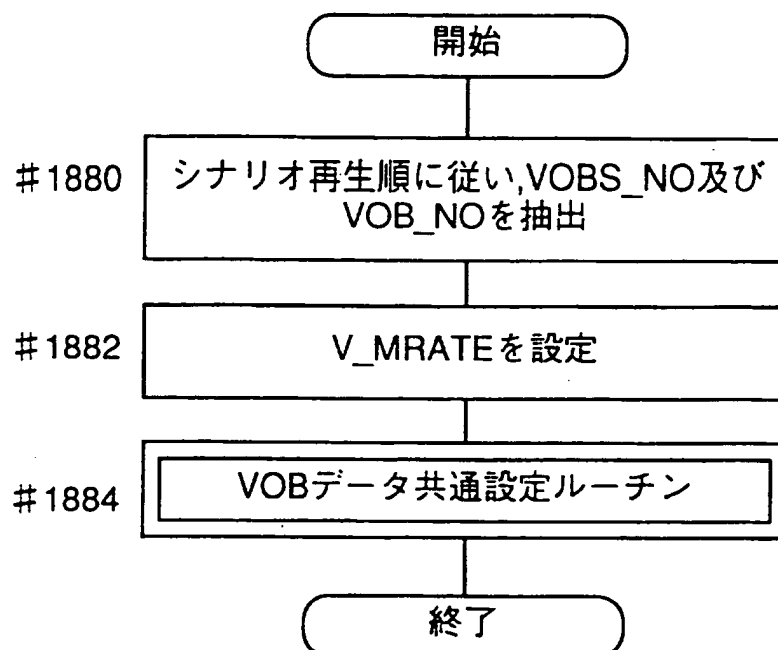 開始
#1880
シナリオ再生順に従い,VOBS_NO及び
VOB_NOを抽出
#1882
V_MRATEを設定
#1884
VOBデータ共通設定ルーチン
終了